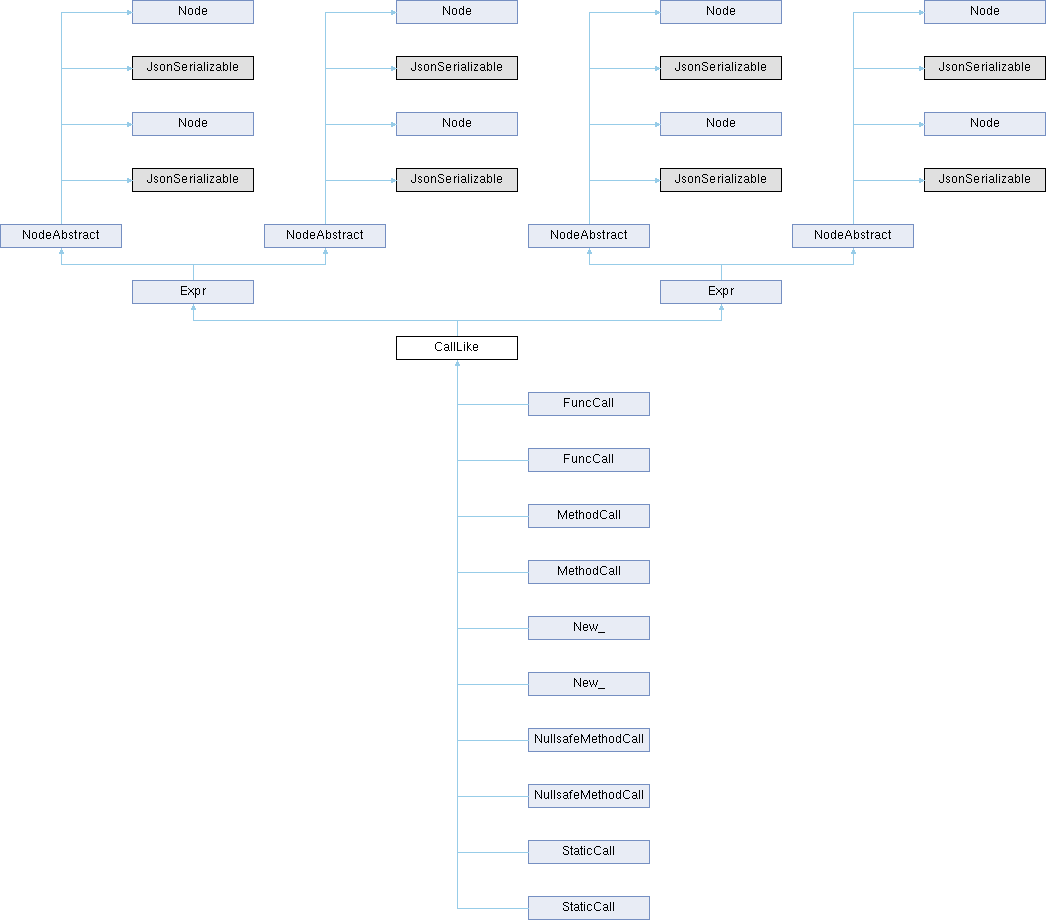 Node Node Node Node
JsonSerializable JsonSerializable JsonSerializable JsonSerializable
Node Node Node Node
JsonSerializable JsonSerializable JsonSerializable JsonSerializable
NodeAbstract NodeAbstract NodeAbstract NodeAbstract
Expr Expr
CallLike
FuncCall
FuncCall
MethodCall
MethodCall
New_
New_
NullsafeMethodCall
NullsafeMethodCall
StaticCall
StaticCall